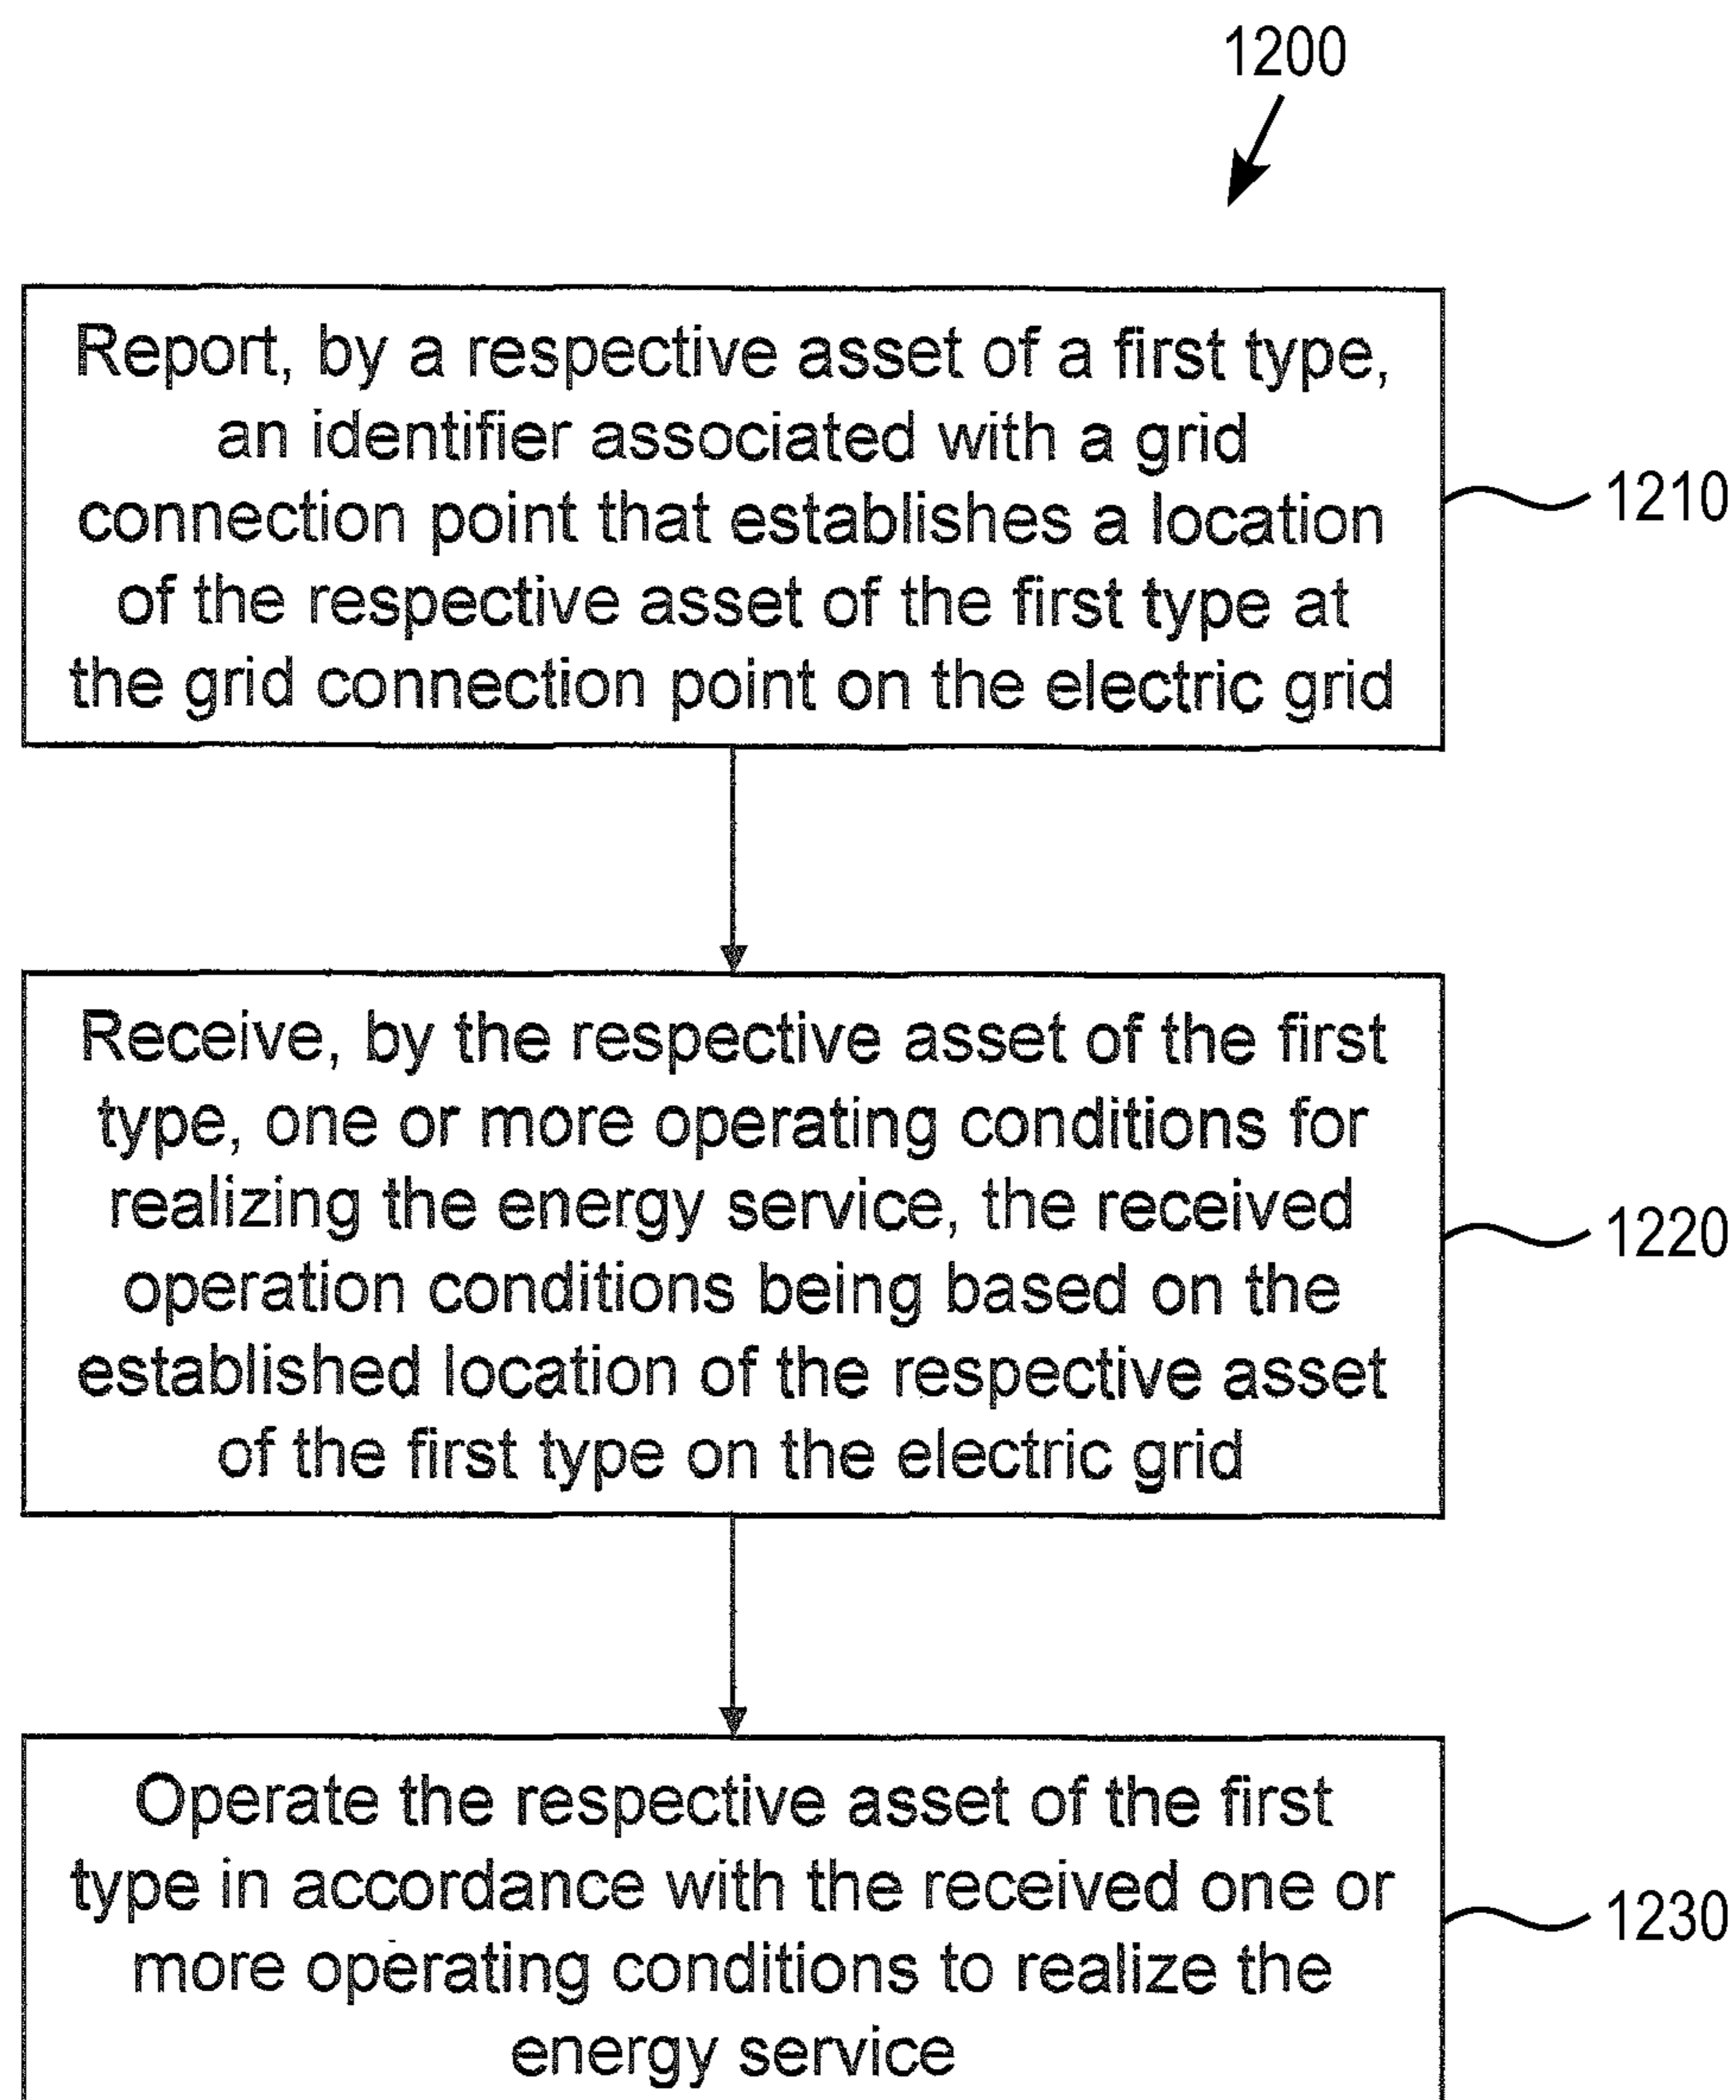 1200
Report, by a respective asset of a first type,
an identifier associated with a grid
connection point that establishes a location
of the respective asset of the first type at
the grid connection point on the electric grid
1210
Receive, by the respective asset of the first
type, one or more operating conditions for
realizing the energy service, the received
operation conditions being based on the
established location of the respective asset
of the first type on the electric grid
1220
Operate the respective asset of the first
type in accordance with the received one or
more operating conditions to realize the
energy service
1230